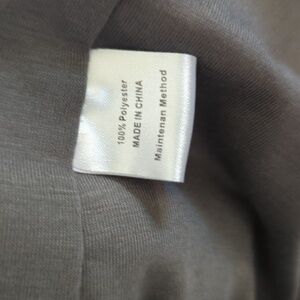 100% Polyester
MADE IN CHINA
Maintenan Method